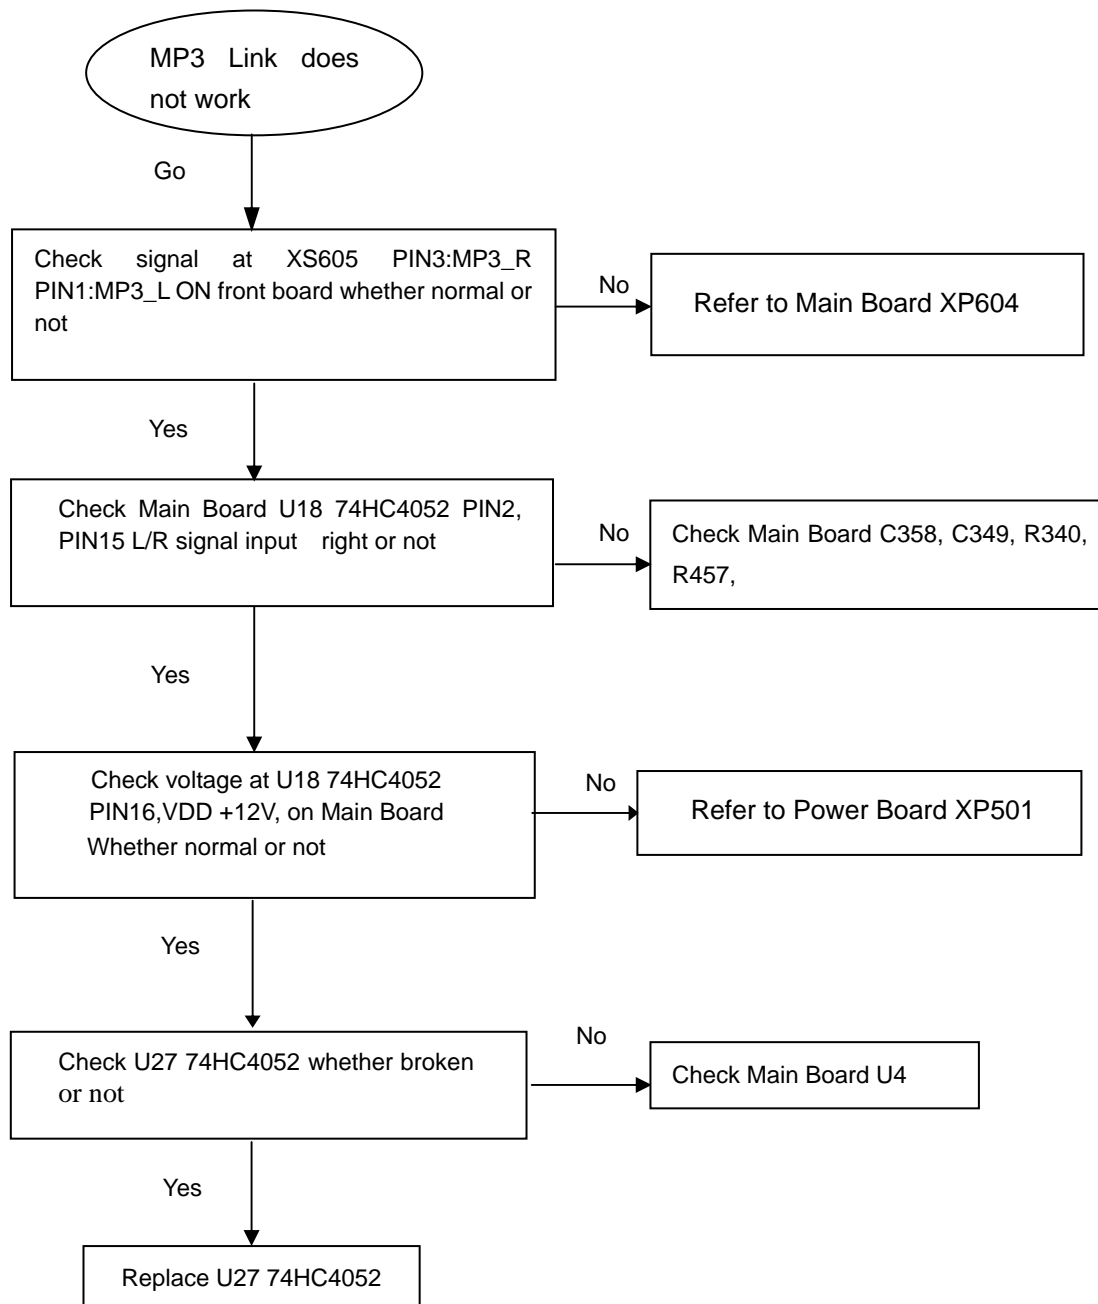 MP3 Link does
not work
Go
Check signal at XS605 PIN3:MP3_R
PIN1:MP3_L ON front board whether normal or
not
No
Refer to Main Board XP604
Yes
Check Main Board U18 74HC4052 PIN2,
PIN15 L/R signal input right or not
No
Check Main Board C358, C349, R340,
R457,
Yes
Check voltage at U18 74HC4052
PIN16,VDD +12V, on Main Board
Whether normal or not
No
Refer to Power Board XP501
Yes
Check U27 74HC4052 whether broken
or not
No
Check Main Board U4
Yes
Replace U27 74HC4052